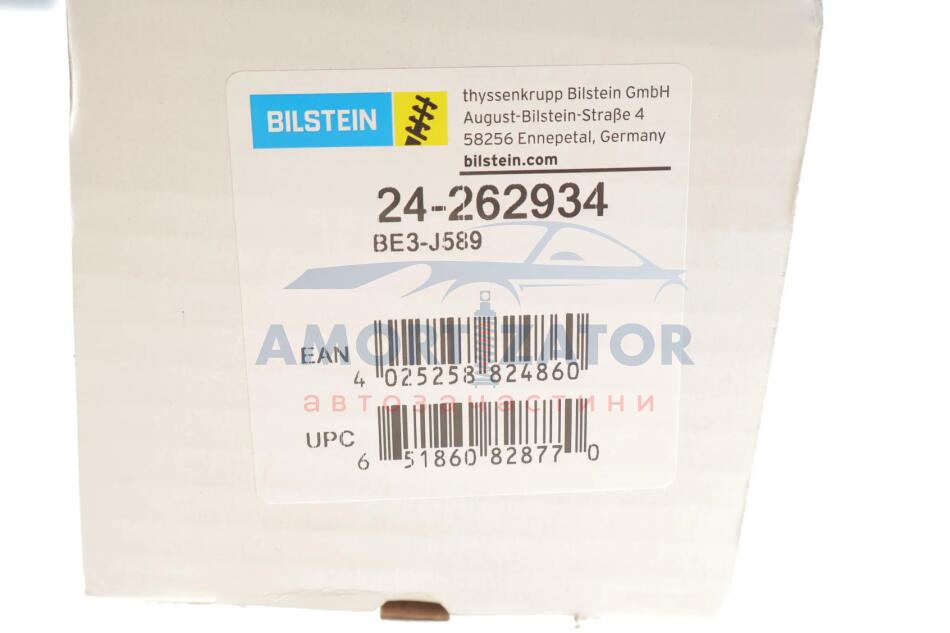 BILSTEIN
thyssenkrupp Bilstein GmbH
August-Bilstein-Straße 4
58256 Ennepetal, Germany
bilstein.com
24-262934
BE3-J589
AMORTIZATOR
EAN
4 025258 824860
автозапчастини
UPC
6 51860 82877 0